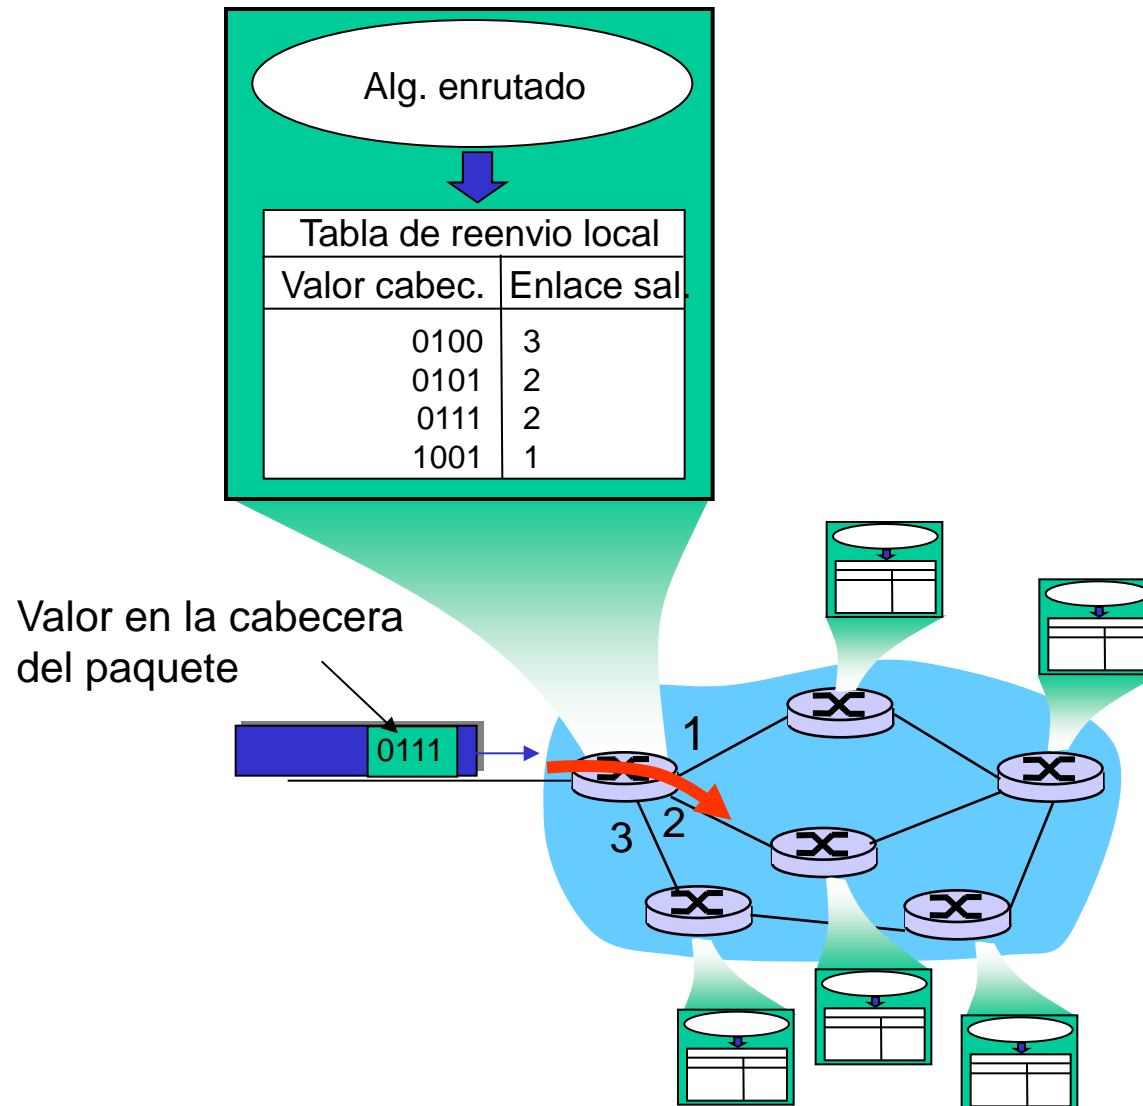 Alg. enrutado
Tabla de reenvio local
Valor cabec. Enlace sal.
0100 3
0101 2
0111 2
1001 1
Valor en la cabecera
del paquete
0111
1
2
3